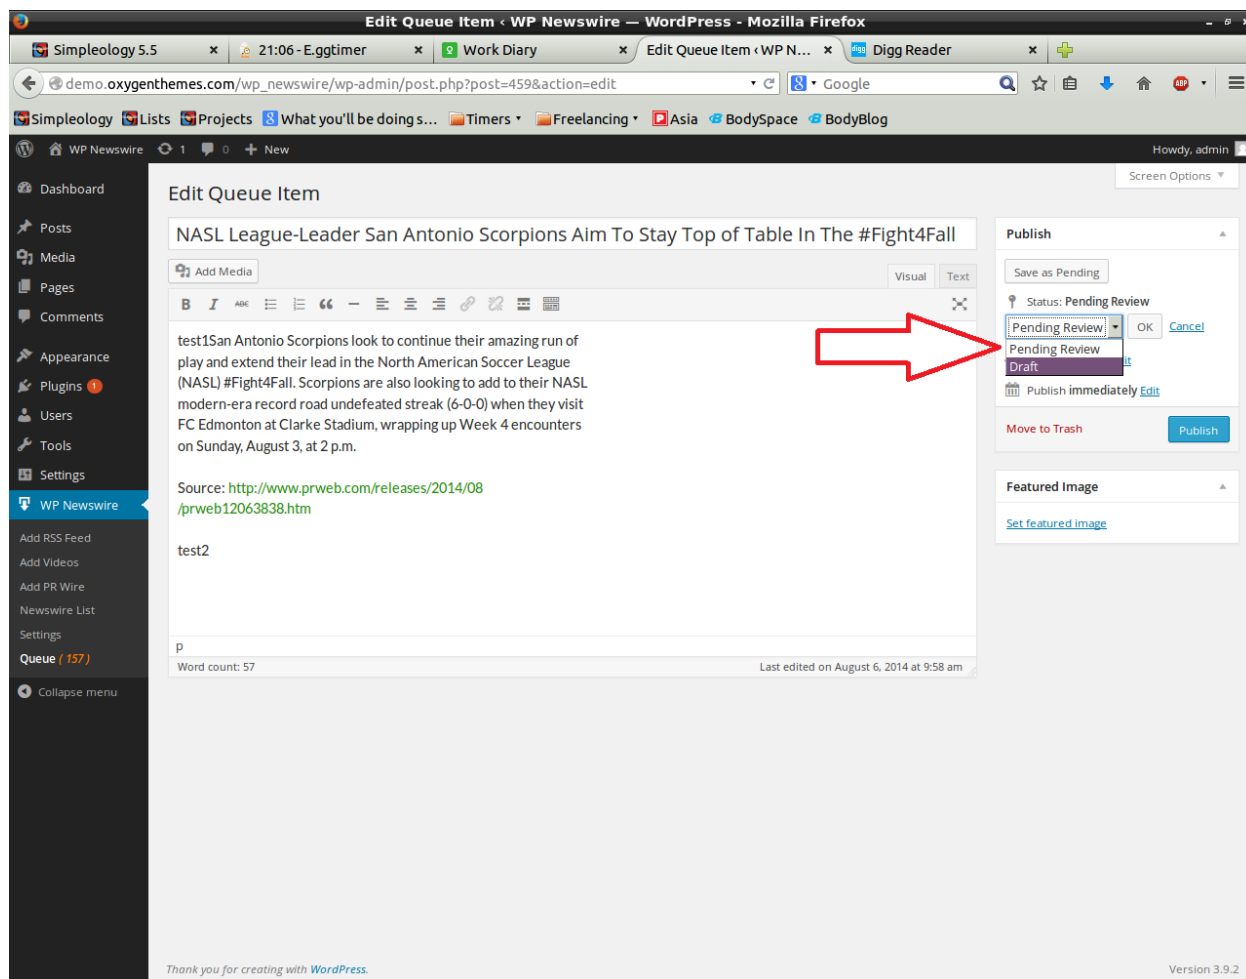 Edit Queue Item ‹ WP Newswire — WordPress - Mozilla Firefox
Simpleology 5.5
21:06 - E.ggtimer
Work Diary
Edit Queue Item ‹ WP N...
Digg Reader
demo.oxygenthemes.com/wp_newswire/wp-admin/post.php?post=459&action=edit
Google
ABP
Simpleology
Lists
Projects
What you'll be doing s...
Timers
Freelancing
Asia
BodySpace
BodyBlog
WP Newswire
1
0
New
Howdy, admin
Screen Options
Dashboard
Posts
Media
Pages
Comments
Appearance
Plugins 1
Users
Tools
Settings
WP Newswire
Add RSS Feed
Add Videos
Add PR Wire
Newswire List
Settings
Queue ( 157 )
Collapse menu
Edit Queue Item
NASL League-Leader San Antonio Scorpions Aim To Stay Top of Table In The #Fight4Fall
Add Media
Visual
Text
B I ABC
test1San Antonio Scorpions look to continue their amazing run of
play and extend their lead in the North American Soccer League
(NASL) #Fight4Fall. Scorpions are also looking to add to their NASL
modern-era record road undefeated streak (6-0-0) when they visit
FC Edmonton at Clarke Stadium, wrapping up Week 4 encounters
on Sunday, August 3, at 2 p.m.
Source: http://www.prweb.com/releases/2014/08
/prweb12063838.htm
test2
p
Word count: 57
Last edited on August 6, 2014 at 9:58 am
Publish
Save as Pending
Status: Pending Review
Pending Review
OK
Cancel
Pending Review
Draft
Publish immediately Edit
Move to Trash
Publish
Featured Image
Set featured image
Thank you for creating with WordPress.
Version 3.9.2